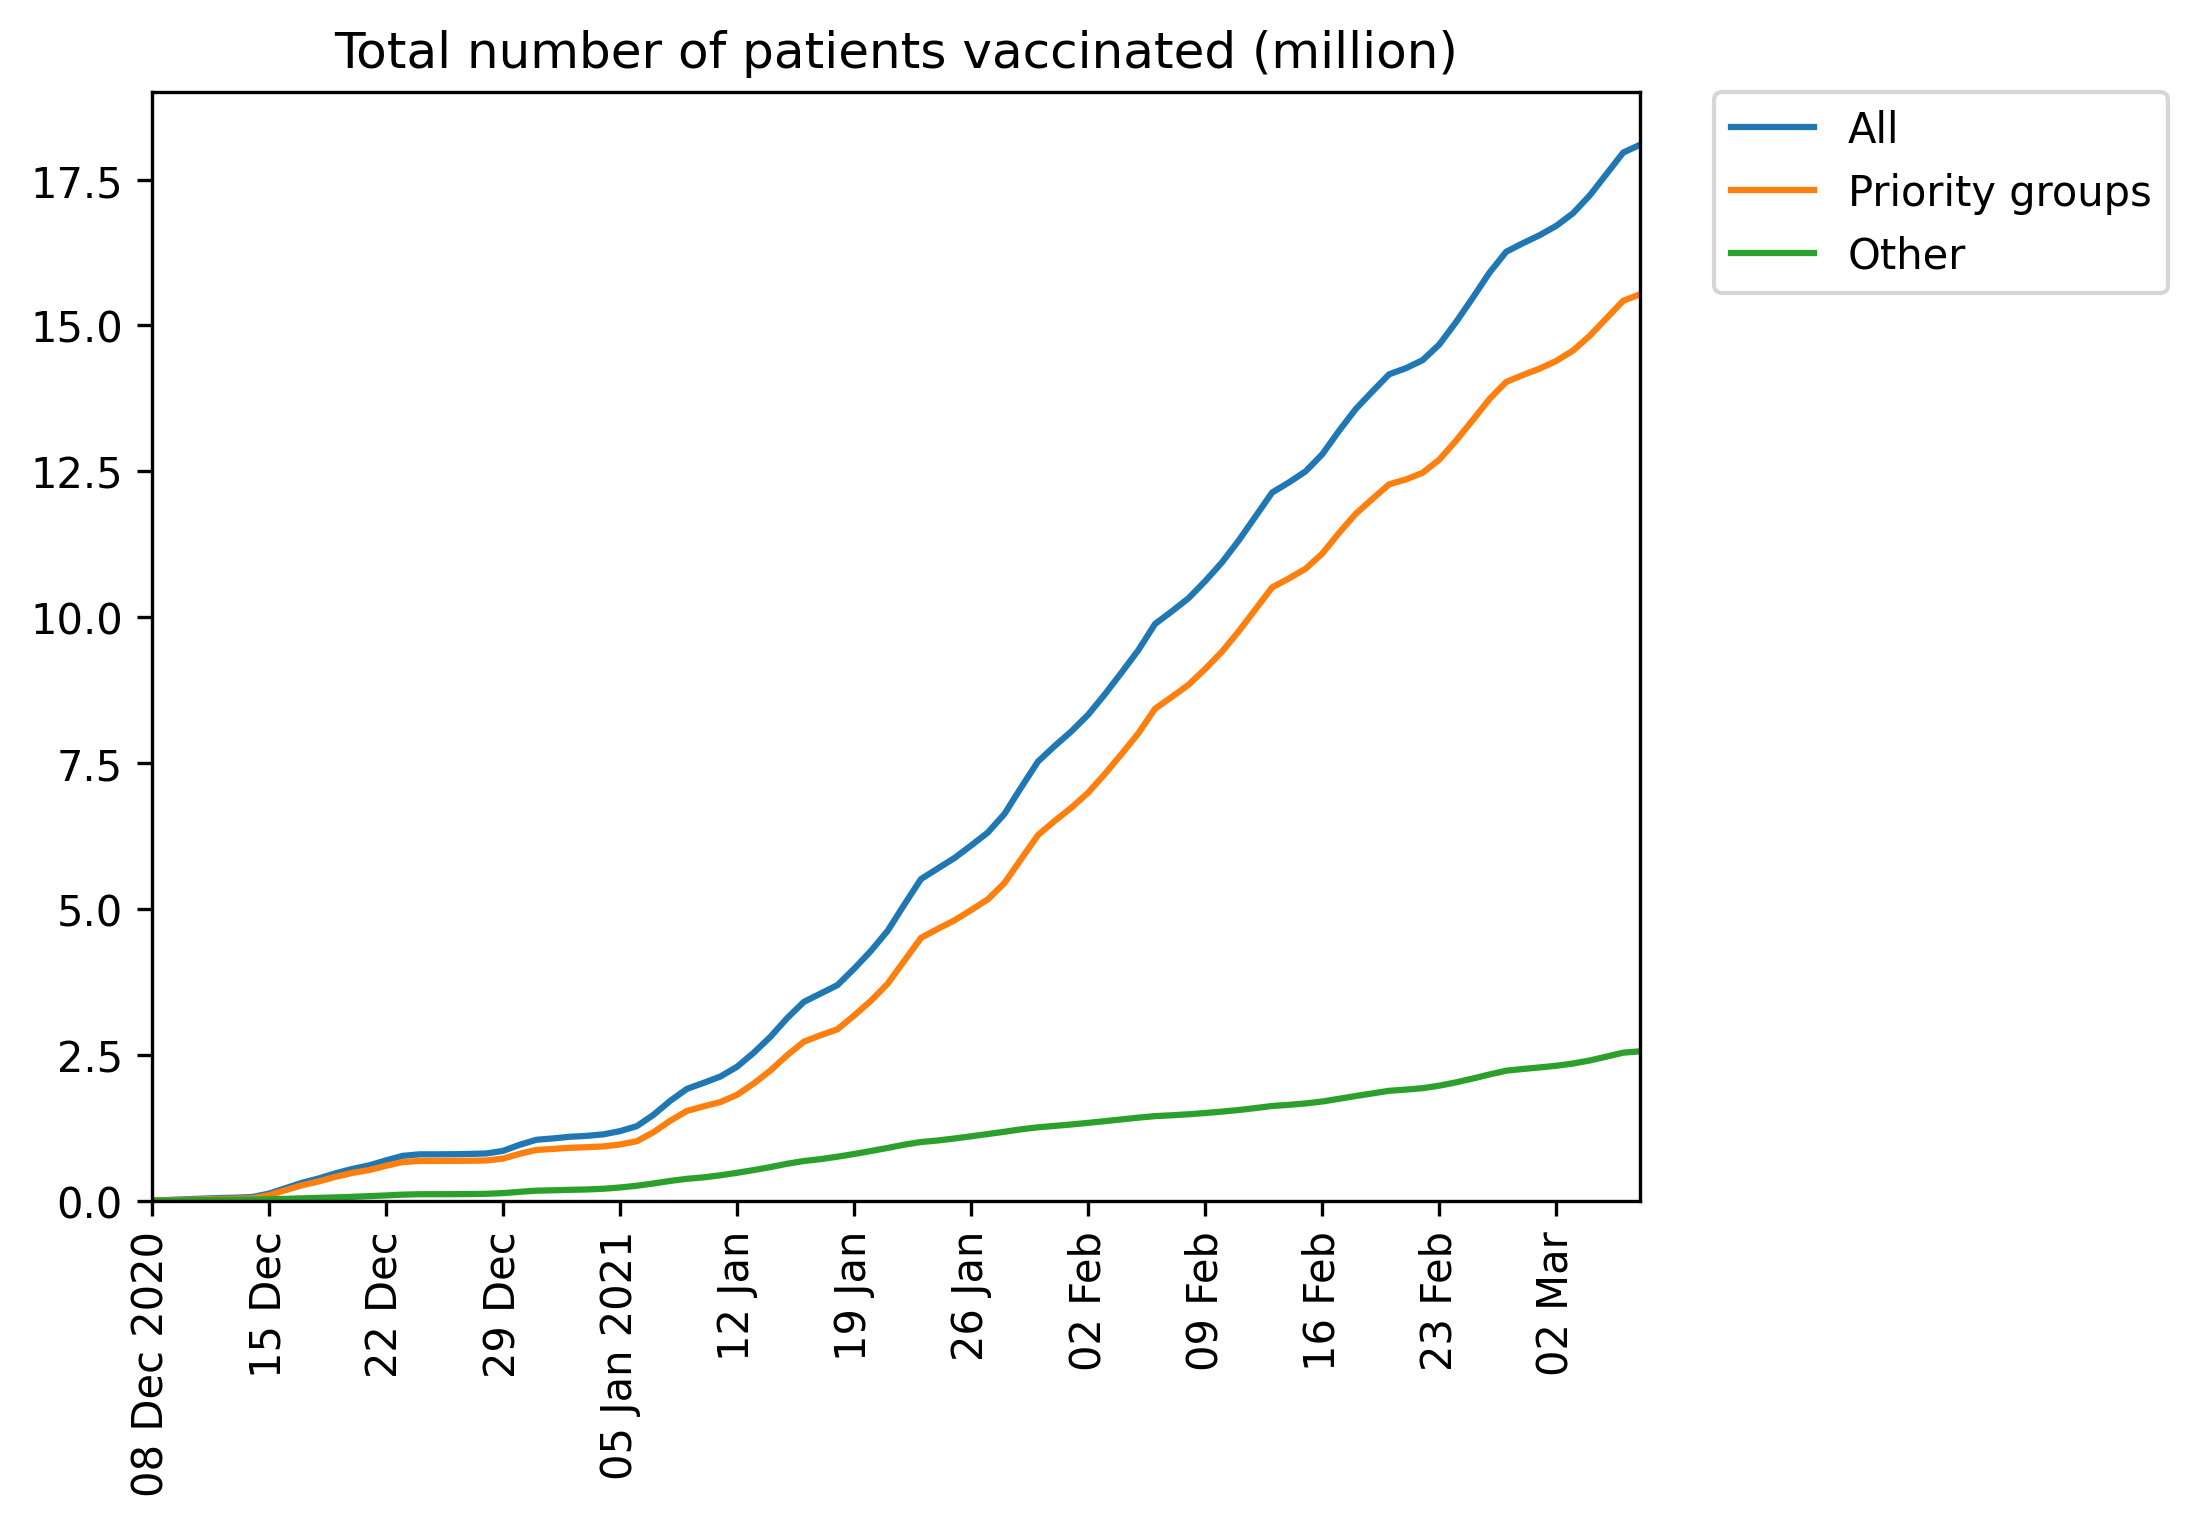 Total number of patients vaccinated (million)
All
Priority groups
Other
17.5
15.0
12.5
10.0
7.5
5.0
2.5
0.0
08 Dec 2020
15 Dec
22 Dec
29 Dec
05 Jan 2021
12 Jan
19 Jan
26 Jan
02 Feb
09 Feb
16 Feb
23 Feb
02 Mar